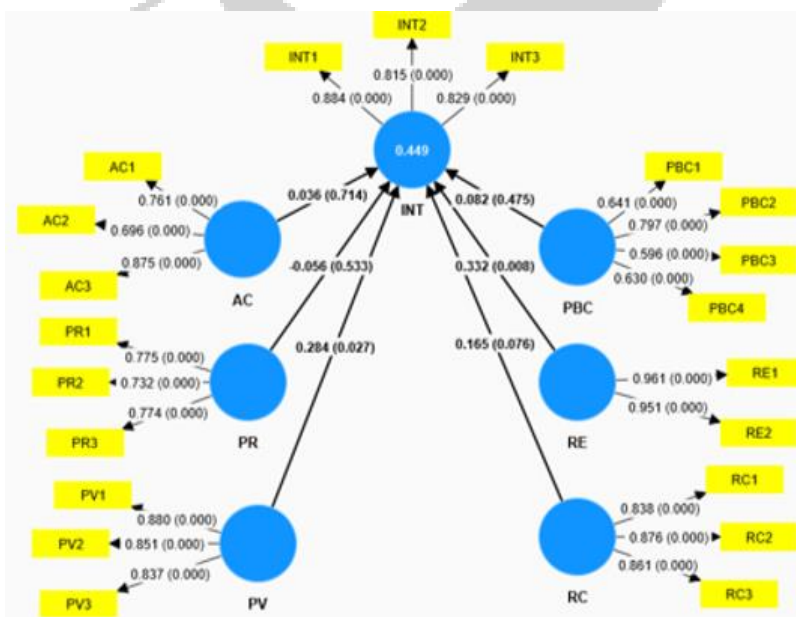 INT2
INT1
INT3
0.815 (0.000)
0.884 (0.000)
0.829 (0.000)
0.449
INT
AC1
0.761 (0.000)
AC2
0.696 (0.000)
0.875 (0.000)
AC3
AC
0.036 (0.714)
PR1
0.775 (0.000)
PR2
0.732 (0.000)
0.774 (0.000)
PR3
PR
-0.056 (0.533)
PV1
0.880 (0.000)
PV2
0.851 (0.000)
0.837 (0.000)
PV3
PV
0.284 (0.027)
PBC1
0.082 (0.475)
0.641 (0.000)
PBC2
0.797 (0.000)
0.596 (0.000)
PBC3
0.630 (0.000)
PBC4
PBC
0.332 (0.008)
RE1
0.961 (0.000)
0.951 (0.000)
RE2
RE
0.165 (0.076)
RC1
0.838 (0.000)
0.876 (0.000)
RC2
0.861 (0.000)
RC3
RC